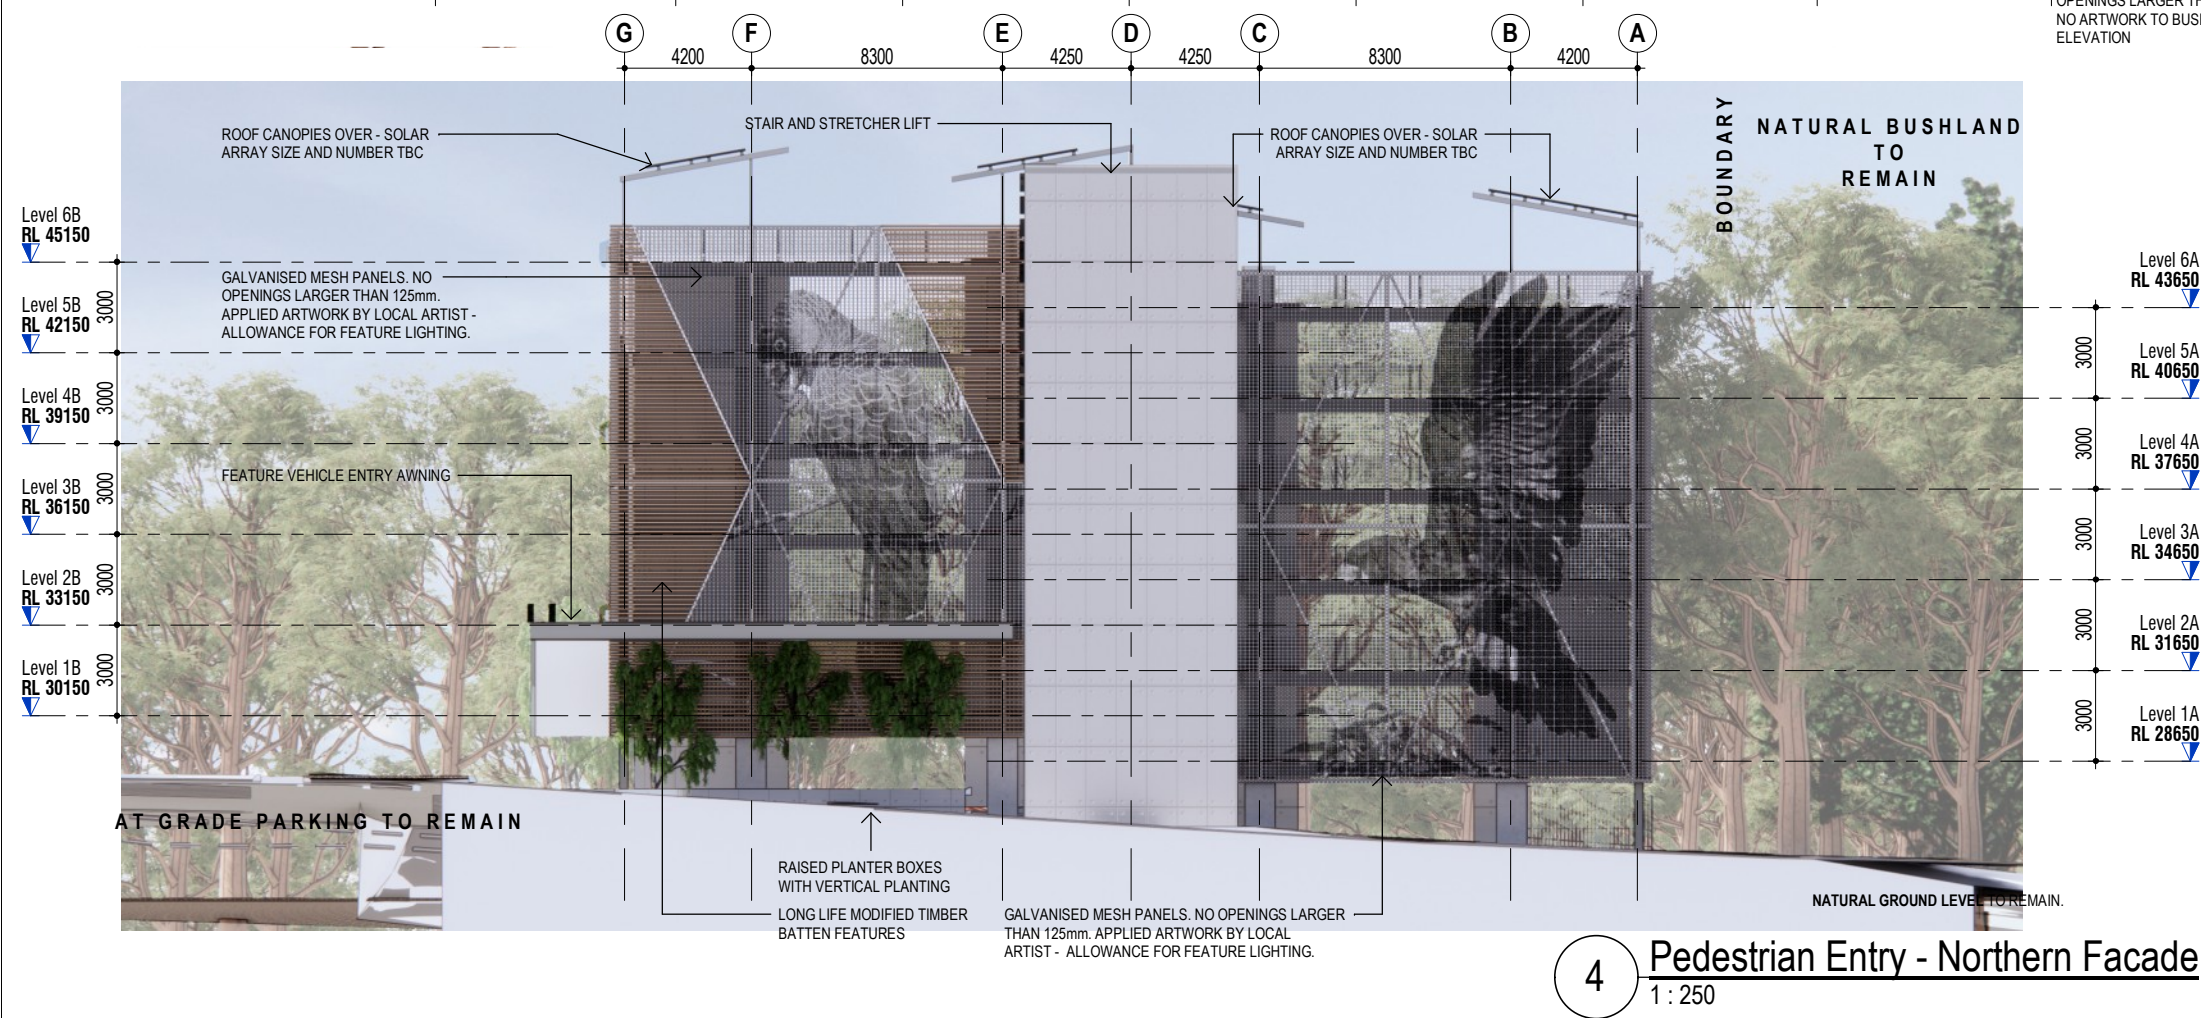 OPENINGS LARGER
NO ARTWORK TO
ELEVATION
G F E D C B A
4200 8300 4250 4250 8300 4200
ROOF CANOPIES OVER - SOLAR
ARRAY SIZE AND NUMBER TBC
STAIR AND STRETCHER LIFT
ROOF CANOPIES OVER - SOLAR
ARRAY SIZE AND NUMBER TBC
BOUNDARY
NATURAL BUSHLAND
TO
REMAIN
Level 6B
RL 45150
3000
Level 5B
RL 42150
3000
Level 4B
RL 39150
3000
Level 3B
RL 36150
3000
Level 2B
RL 33150
3000
Level 1B
RL 30150
GALVANISED MESH PANELS. NO
OPENINGS LARGER THAN 125mm.
APPLIED ARTWORK BY LOCAL ARTIST -
ALLOWANCE FOR FEATURE LIGHTING.
FEATURE VEHICLE ENTRY AWNING
Level 6A
RL 43650
3000
Level 5A
RL 40650
3000
Level 4A
RL 37650
3000
Level 3A
RL 34650
3000
Level 2A
RL 31650
3000
Level 1A
RL 28650
AT GRADE PARKING TO REMAIN
RAISED PLANTER BOXES
WITH VERTICAL PLANTING
LONG LIFE MODIFIED TIMBER
BATTEN FEATURES
GALVANISED MESH PANELS. NO OPENINGS LARGER
THAN 125mm. APPLIED ARTWORK BY LOCAL
ARTIST - ALLOWANCE FOR FEATURE LIGHTING.
NATURAL GROUND LEVEL TO REMAIN.
4
Pedestrian Entry - Northern Facade
1 : 250